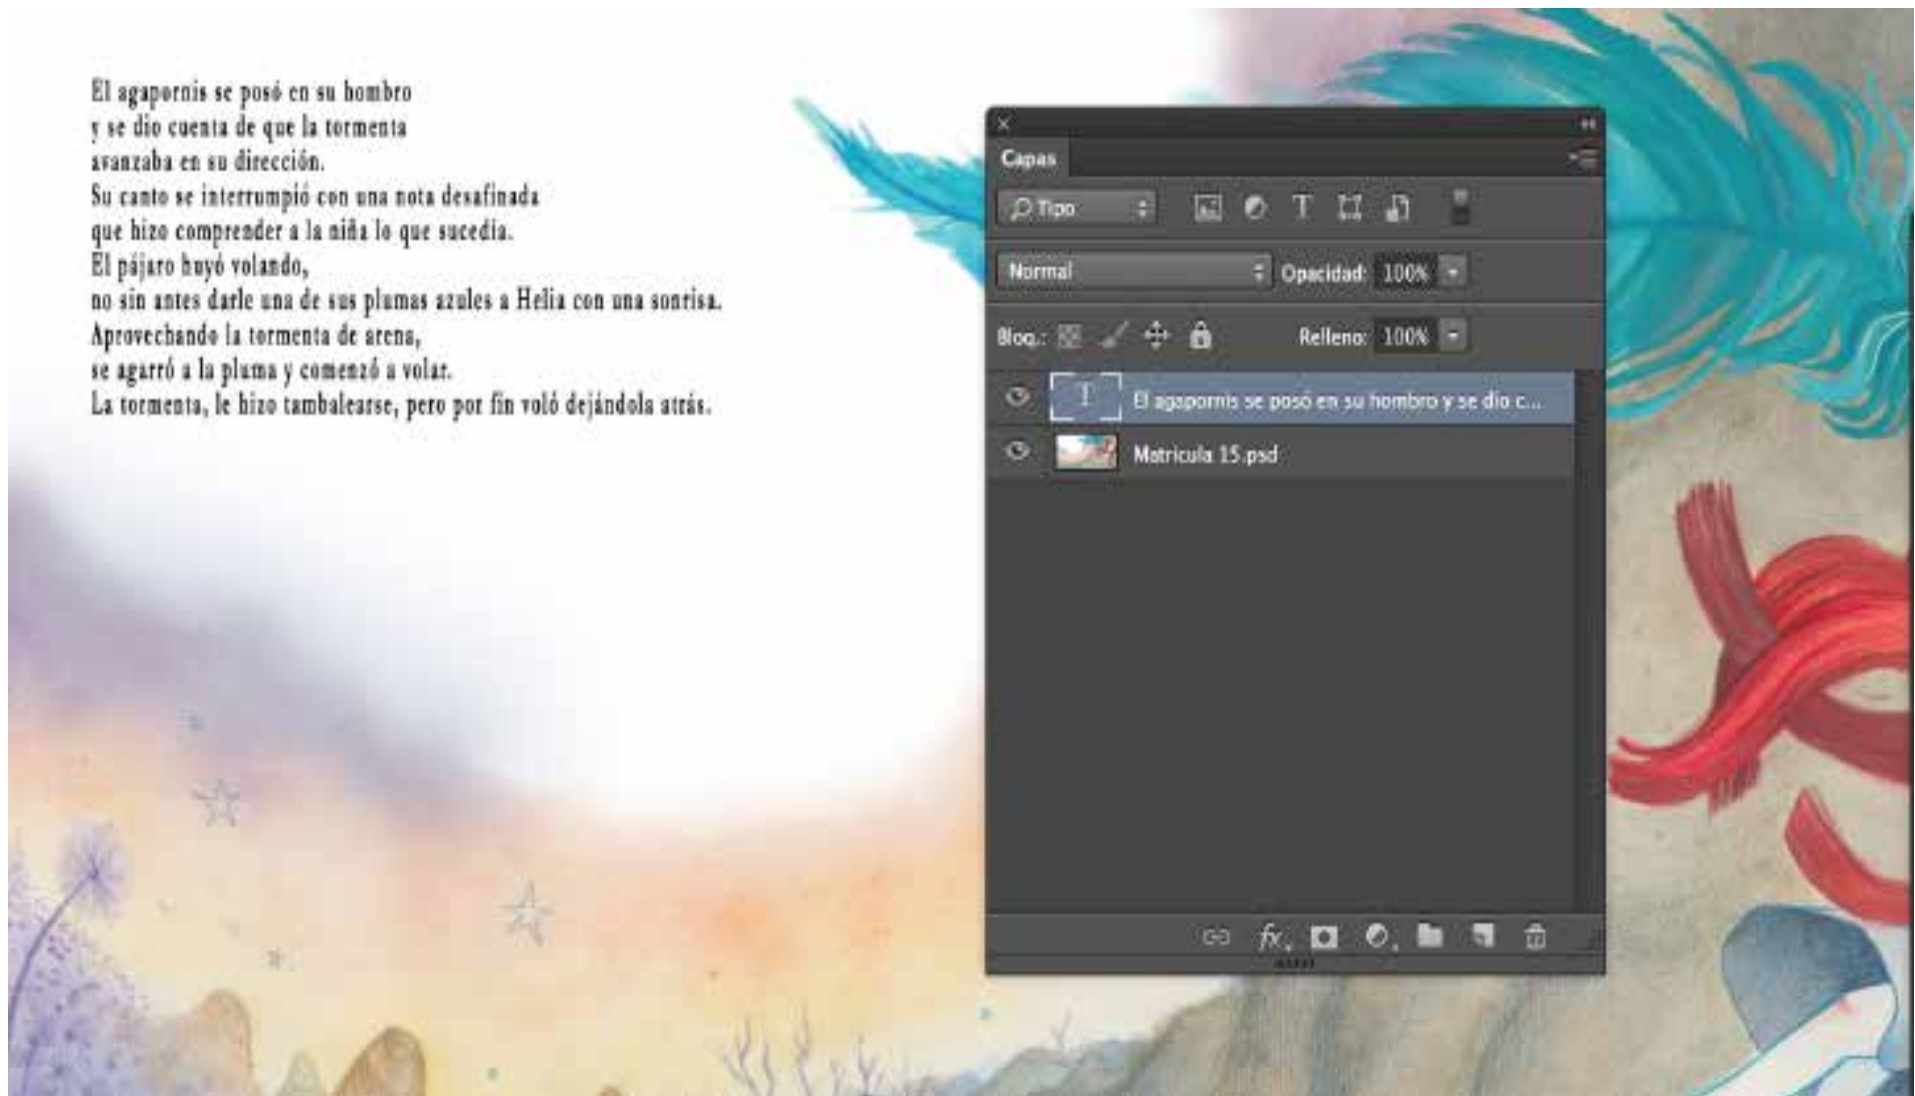 El agapornis se posó en su hombro
y se dio cuenta de que la tormenta
avanzaba en su dirección.
Su canto se interrumpió con una nota desafinada
que hizo comprender a la niña lo que sucedía.
El pájaro huyó volando,
no sin antes darle una de sus plumas azules a Helia con una sonrisa.
Aprovechando la tormenta de arena,
se agarró a la pluma y comenzó a volar.
La tormenta, le hizo tambalearse, pero por fin voló dejándola atrás.
Capas
Tipo
Normal Opacidad: 100%
Bloq.: Relleno: 100%
El agapornis se posó en su hombro y se dio c...
Matricula 15.psd
fx